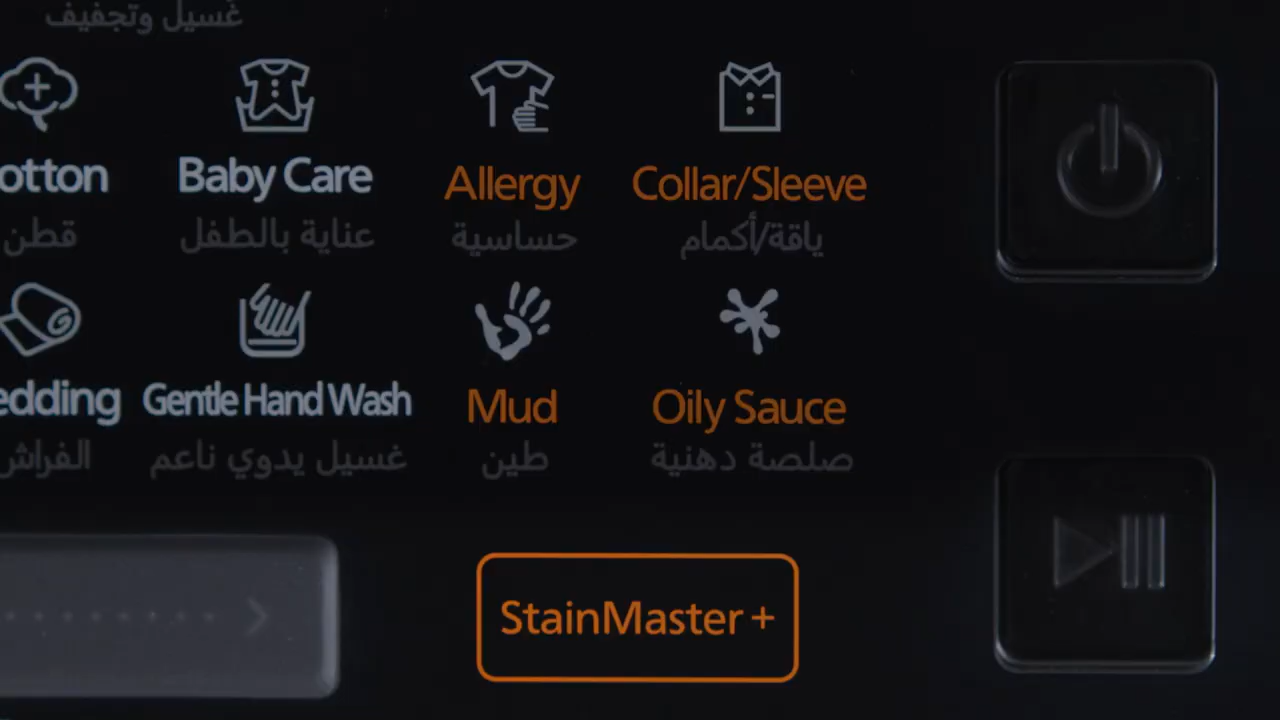 غسيل وتجفيف
otton
Baby Care
Allergy
Collar/Sleeve
قطن
عناية بالطفل
حساسية
ياقة/أكمام
edding
Gentle Hand Wash
Mud
Oily Sauce
الفراش
غسيل يدوي ناعم
طين
صلصة دهنية
StainMaster+